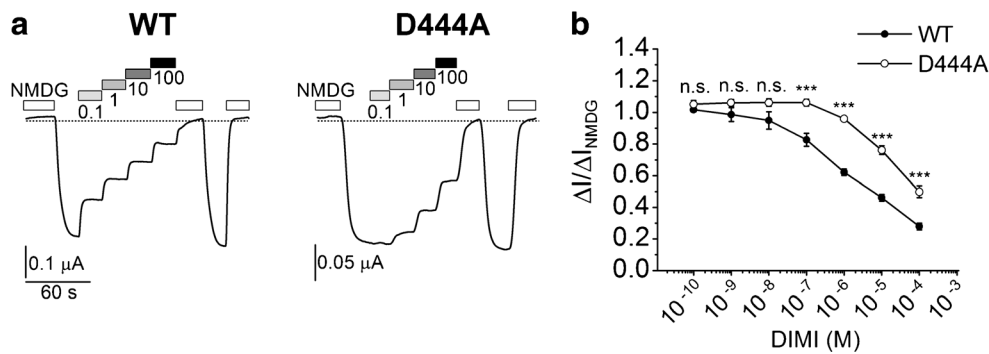 a WT D444A
NMDG 0.1 1 10 100
0.1 µA
60 s
NMDG 0.1 1 10 100
0.05 µA
b
WT
D444A
n.s. n.s. n.s. *** *** *** ***
ΔI/ΔI_NMDG
1.4
1.2
1.0
0.8
0.6
0.4
0.2
0.0
10^-10 10^-9 10^-8 10^-7 10^-6 10^-5 10^-4 10^-3
DIMI (M)